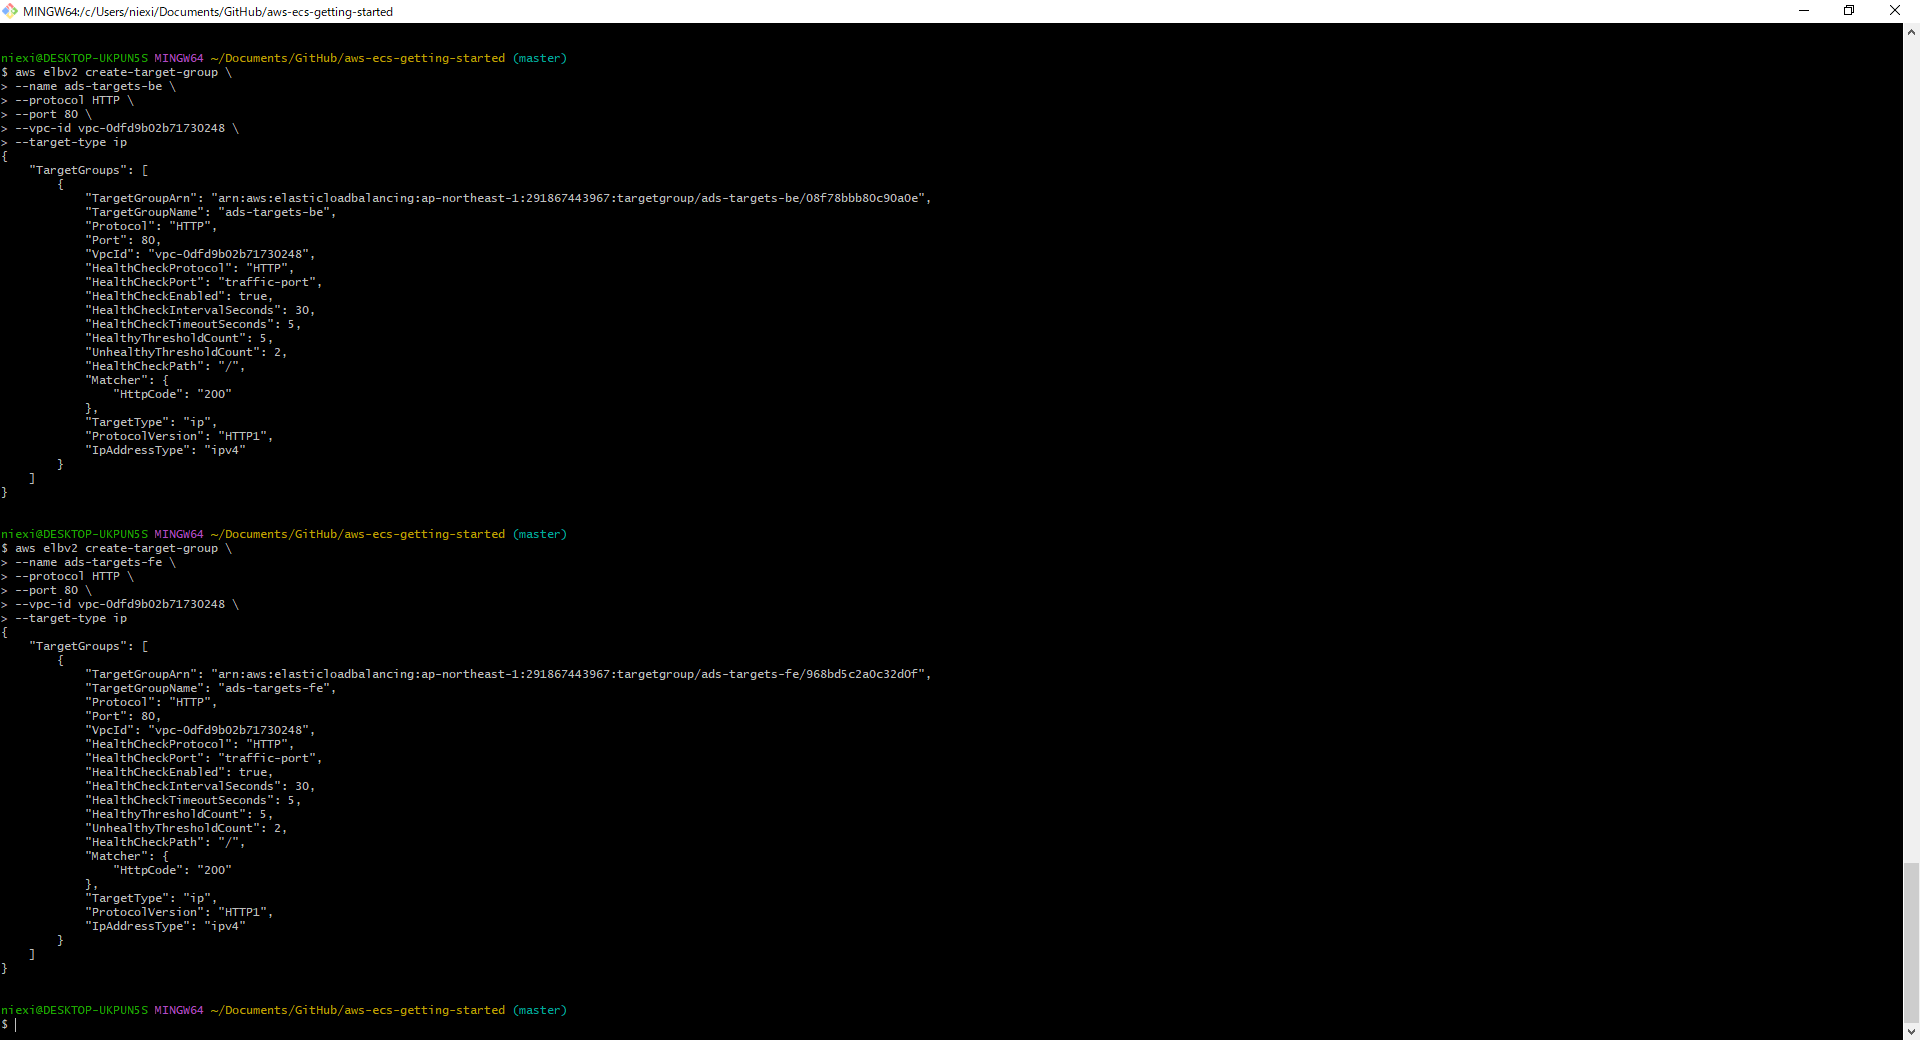 MINGW64:/c/Users/niexi/Documents/GitHub/aws-ecs-getting-started
niexi@DESKTOP-UKPUN5S MINGW64 ~/Documents/GitHub/aws-ecs-getting-started (master)
$ aws elbv2 create-target-group \
> --name ads-targets-be \
> --protocol HTTP \
> --port 80 \
> --vpc-id vpc-0dfd9b02b71730248 \
> --target-type ip
{
    "TargetGroups": [
        {
            "TargetGroupArn": "arn:aws:elasticloadbalancing:ap-northeast-1:291867443967:targetgroup/ads-targets-be/08f78bbb80c90a0e",
            "TargetGroupName": "ads-targets-be",
            "Protocol": "HTTP",
            "Port": 80,
            "VpcId": "vpc-0dfd9b02b71730248",
            "HealthCheckProtocol": "HTTP",
            "HealthCheckPort": "traffic-port",
            "HealthCheckEnabled": true,
            "HealthCheckIntervalSeconds": 30,
            "HealthCheckTimeoutSeconds": 5,
            "HealthyThresholdCount": 5,
            "UnhealthyThresholdCount": 2,
            "HealthCheckPath": "/",
            "Matcher": {
                "HttpCode": "200"
            },
            "TargetType": "ip",
            "ProtocolVersion": "HTTP1",
            "IpAddressType": "ipv4"
        }
    ]
}
niexi@DESKTOP-UKPUN5S MINGW64 ~/Documents/GitHub/aws-ecs-getting-started (master)
$ aws elbv2 create-target-group \
> --name ads-targets-fe \
> --protocol HTTP \
> --port 80 \
> --vpc-id vpc-0dfd9b02b71730248 \
> --target-type ip
{
    "TargetGroups": [
        {
            "TargetGroupArn": "arn:aws:elasticloadbalancing:ap-northeast-1:291867443967:targetgroup/ads-targets-fe/968bd5c2a0c32d0f",
            "TargetGroupName": "ads-targets-fe",
            "Protocol": "HTTP",
            "Port": 80,
            "VpcId": "vpc-0dfd9b02b71730248",
            "HealthCheckProtocol": "HTTP",
            "HealthCheckPort": "traffic-port",
            "HealthCheckEnabled": true,
            "HealthCheckIntervalSeconds": 30,
            "HealthCheckTimeoutSeconds": 5,
            "HealthyThresholdCount": 5,
            "UnhealthyThresholdCount": 2,
            "HealthCheckPath": "/",
            "Matcher": {
                "HttpCode": "200"
            },
            "TargetType": "ip",
            "ProtocolVersion": "HTTP1",
            "IpAddressType": "ipv4"
        }
    ]
}
niexi@DESKTOP-UKPUN5S MINGW64 ~/Documents/GitHub/aws-ecs-getting-started (master)
$